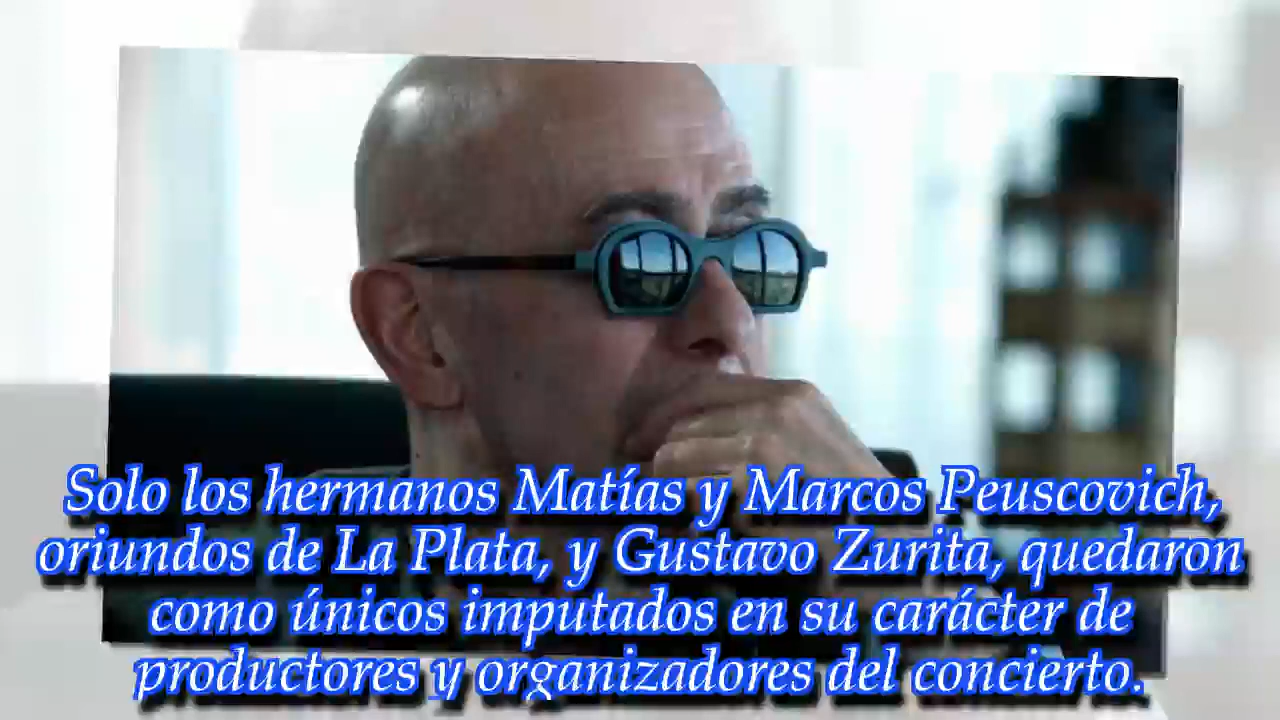 Solo los hermanos Matías y Marcos Peuscovich,
oriundos de La Plata, y Gustavo Zurita, quedaron
como únicos imputados en su carácter de
productores y organizadores del concierto.